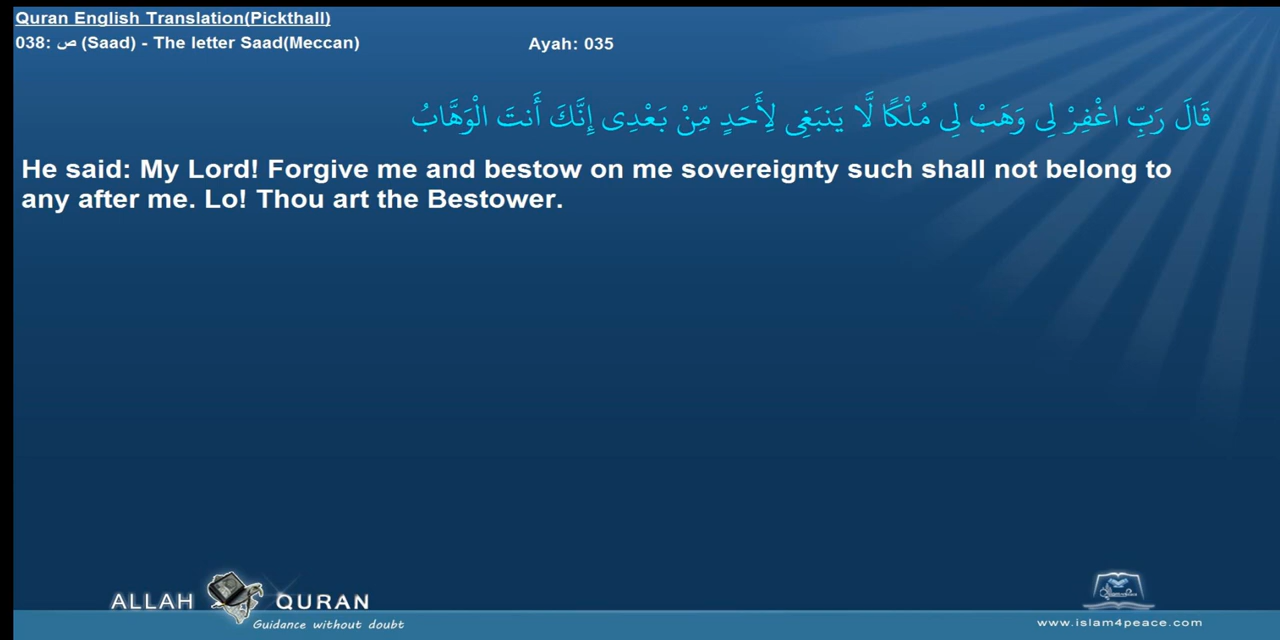 Quran English Translation(Pickthall)
038: ص (Saad) - The letter Saad(Meccan) Ayah: 035
قَالَ رَبِّ اغْفِرْ لِى وَهَبْ لِى مُلْكًا لَّا يَنبَغِى لِأَحَدٍ مِّنْ بَعْدِى إِنَّكَ أَنتَ الْوَهَّابُ
He said: My Lord! Forgive me and bestow on me sovereignty such shall not belong to
any after me. Lo! Thou art the Bestower.
ALLAH QURAN
Guidance without doubt
www.islam4peace.com